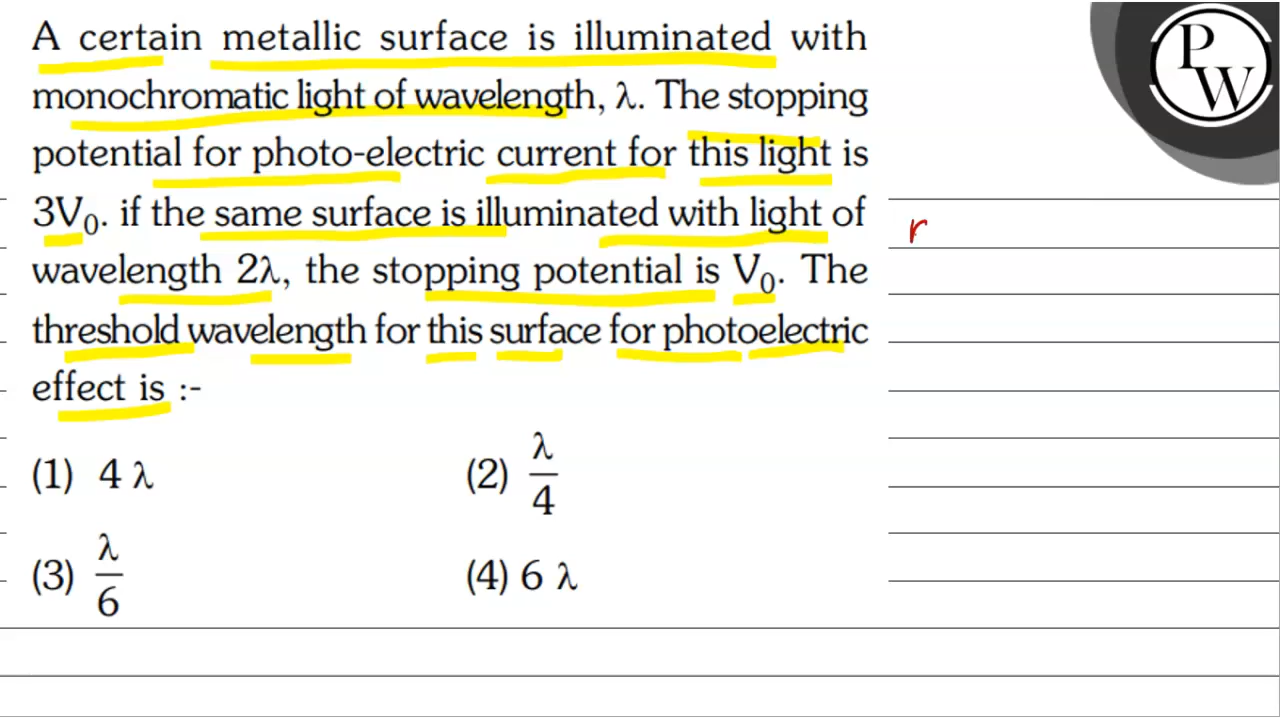 A certain metallic surface is illuminated with
monochromatic light of wavelength, λ. The stopping
potential for photo-electric current for this light is
3V₀. if the same surface is illuminated with light of
wavelength 2λ, the stopping potential is V₀. The
threshold wavelength for this surface for photoelectric
effect is :-
(1) 4 λ
(2) λ/4
(3) λ/6
(4) 6 λ
PW
r